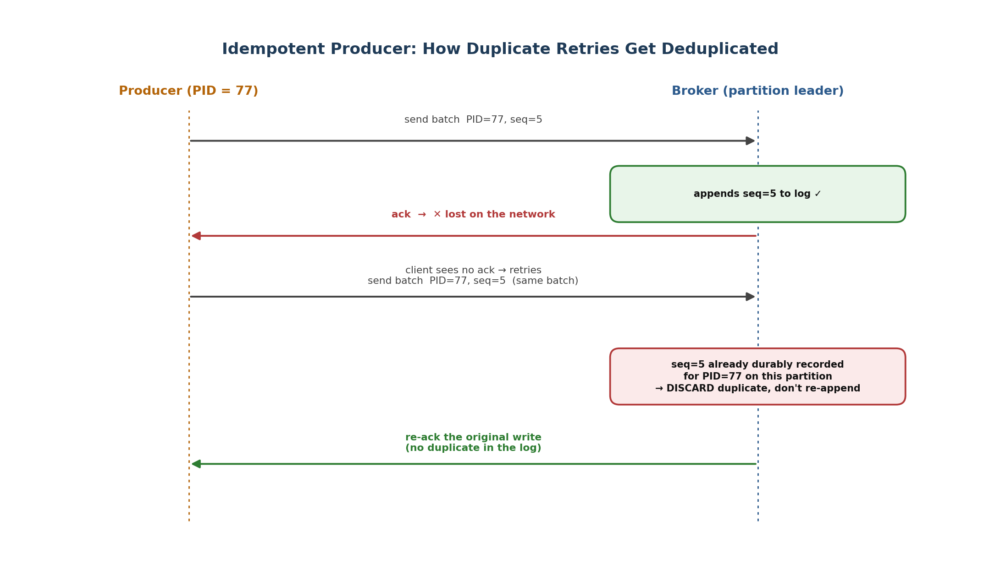 Idempotent Producer: How Duplicate Retries Get Deduplicated
Producer (PID = 77)
Broker (partition leader)
send batch  PID=77, seq=5
appends seq=5 to log ✓
ack  →  ✕ lost on the network
client sees no ack → retries
send batch  PID=77, seq=5  (same batch)
seq=5 already durably recorded
for PID=77 on this partition
→ DISCARD duplicate, don't re-append
re-ack the original write
(no duplicate in the log)